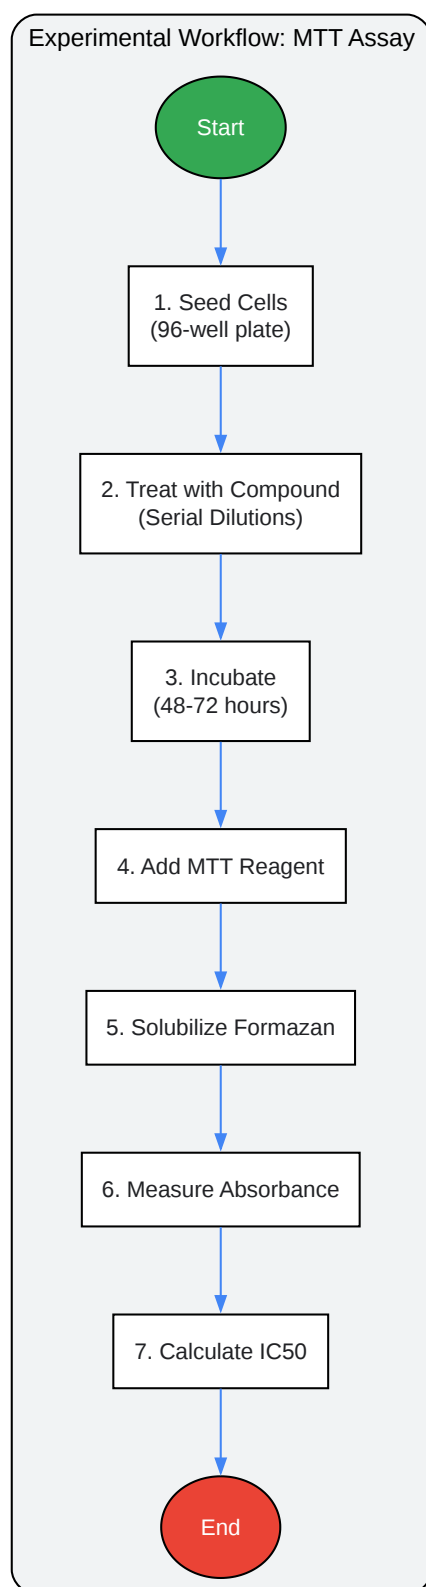 Experimental Workflow: MTT Assay
Start
1. Seed Cells
(96-well plate)
2. Treat with Compound
(Serial Dilutions)
3. Incubate
(48-72 hours)
4. Add MTT Reagent
5. Solubilize Formazan
6. Measure Absorbance
7. Calculate IC50
End